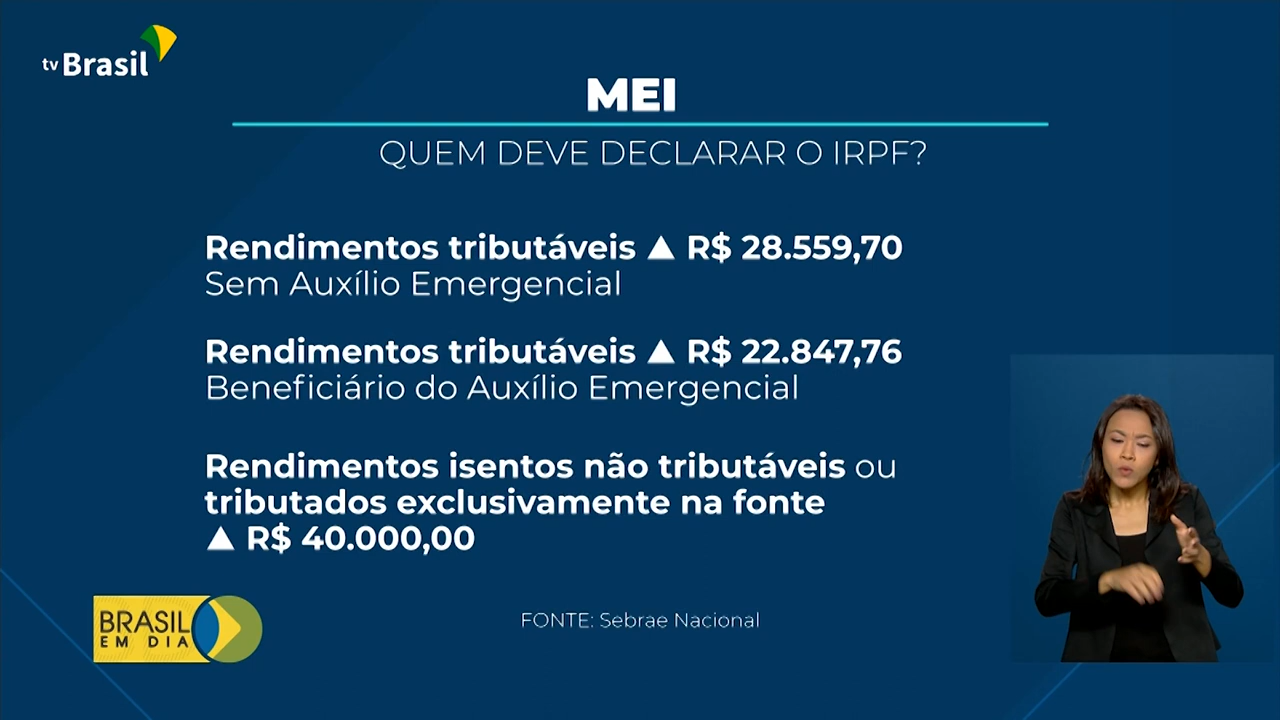 tv Brasil
MEI
QUEM DEVE DECLARAR O IRPF?
Rendimentos tributáveis ▲ R$ 28.559,70
Sem Auxílio Emergencial
Rendimentos tributáveis ▲ R$ 22.847,76
Beneficiário do Auxílio Emergencial
Rendimentos isentos não tributáveis ou
tributados exclusivamente na fonte
▲ R$ 40.000,00
BRASIL
EM DIA
FONTE: Sebrae Nacional